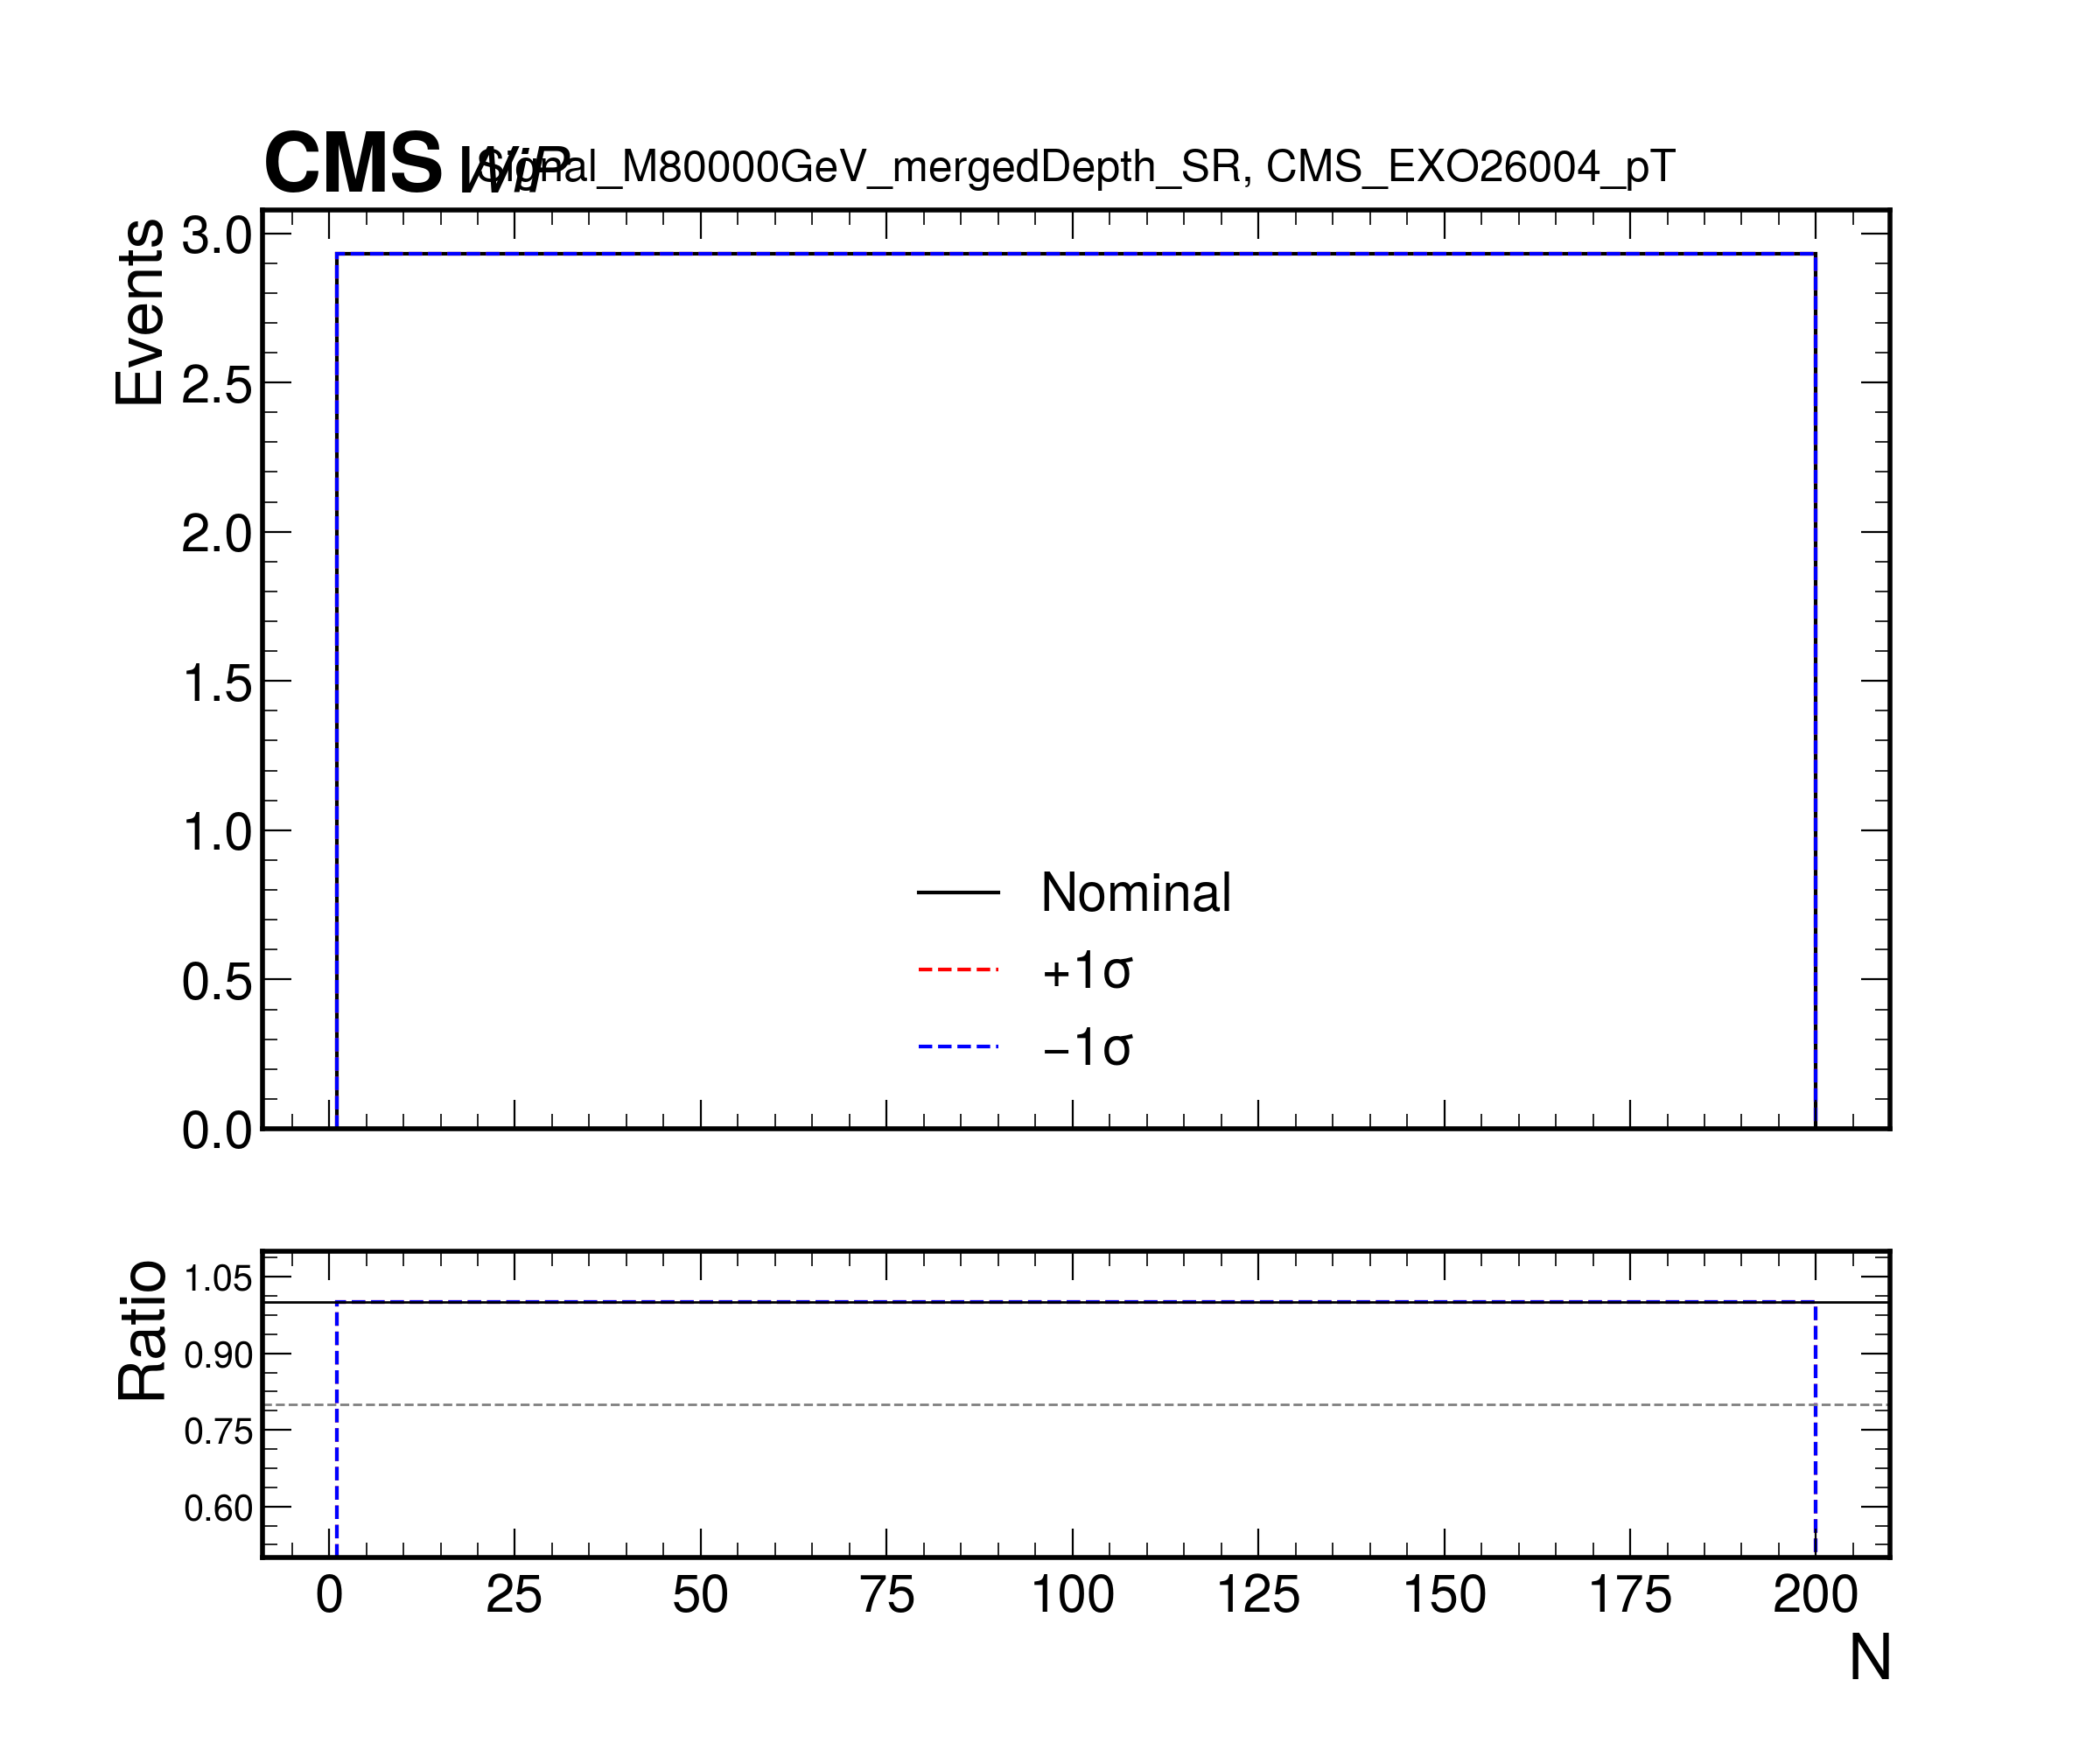 CMS WiP Signal_M80000GeV_mergedDepth_SR, CMS_EXO26004_pT
Events
3.0
2.5
2.0
1.5
1.0
0.5
0.0
Nominal
+1σ
−1σ
Ratio
1.05
0.90
0.75
0.60
0 25 50 75 100 125 150 175 200
N